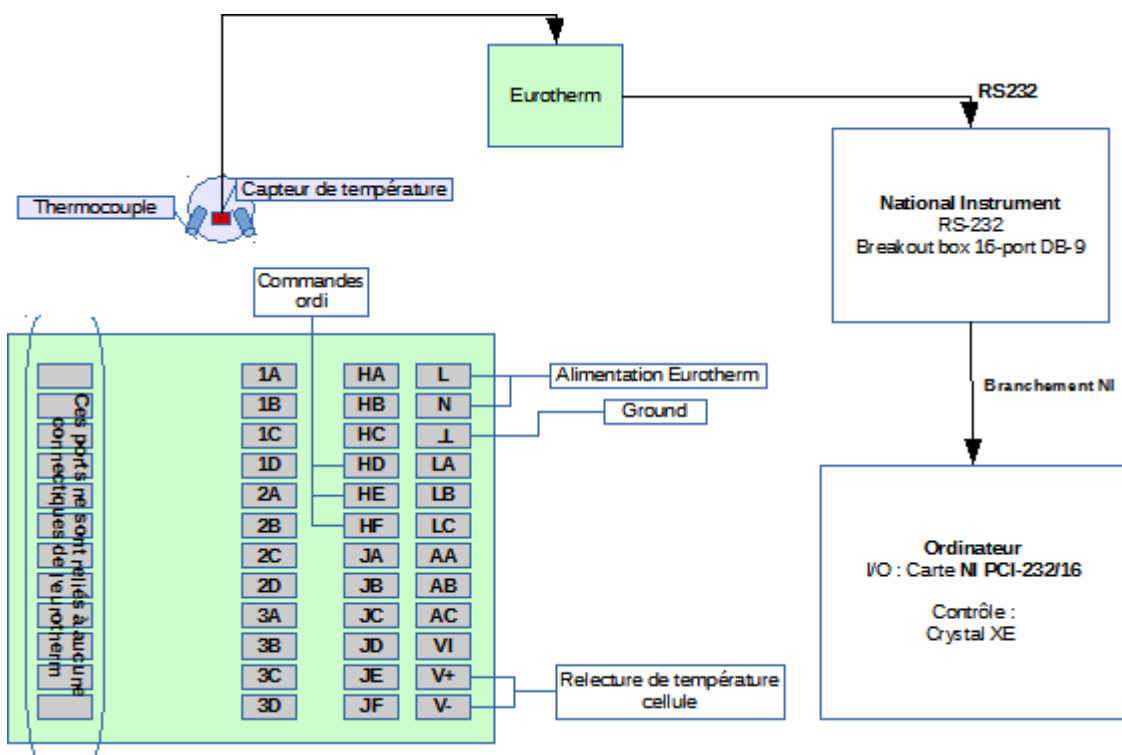 Eurotherm
RS232
Capteur de température
Thermocouple
National Instrument
RS-232
Breakout box 16-port DB-9
Commandes
ordi
Branchement NI
Alimentation Eurotherm
Ground
1A HA L
1B HB N
1C HC ⊥
1D HD LA
2A HE LB
2B HF LC
2C JA AA
2D JB AB
3A JC AC
3B JD VI
3C JE V+
3D JF V-
Ces ports ne sont reliés à aucune
connectiques de l'eurotherm
Relecture de température
cellule
Ordinateur
I/O : Carte NI PCI-232/16
Contrôle :
Crystal XE